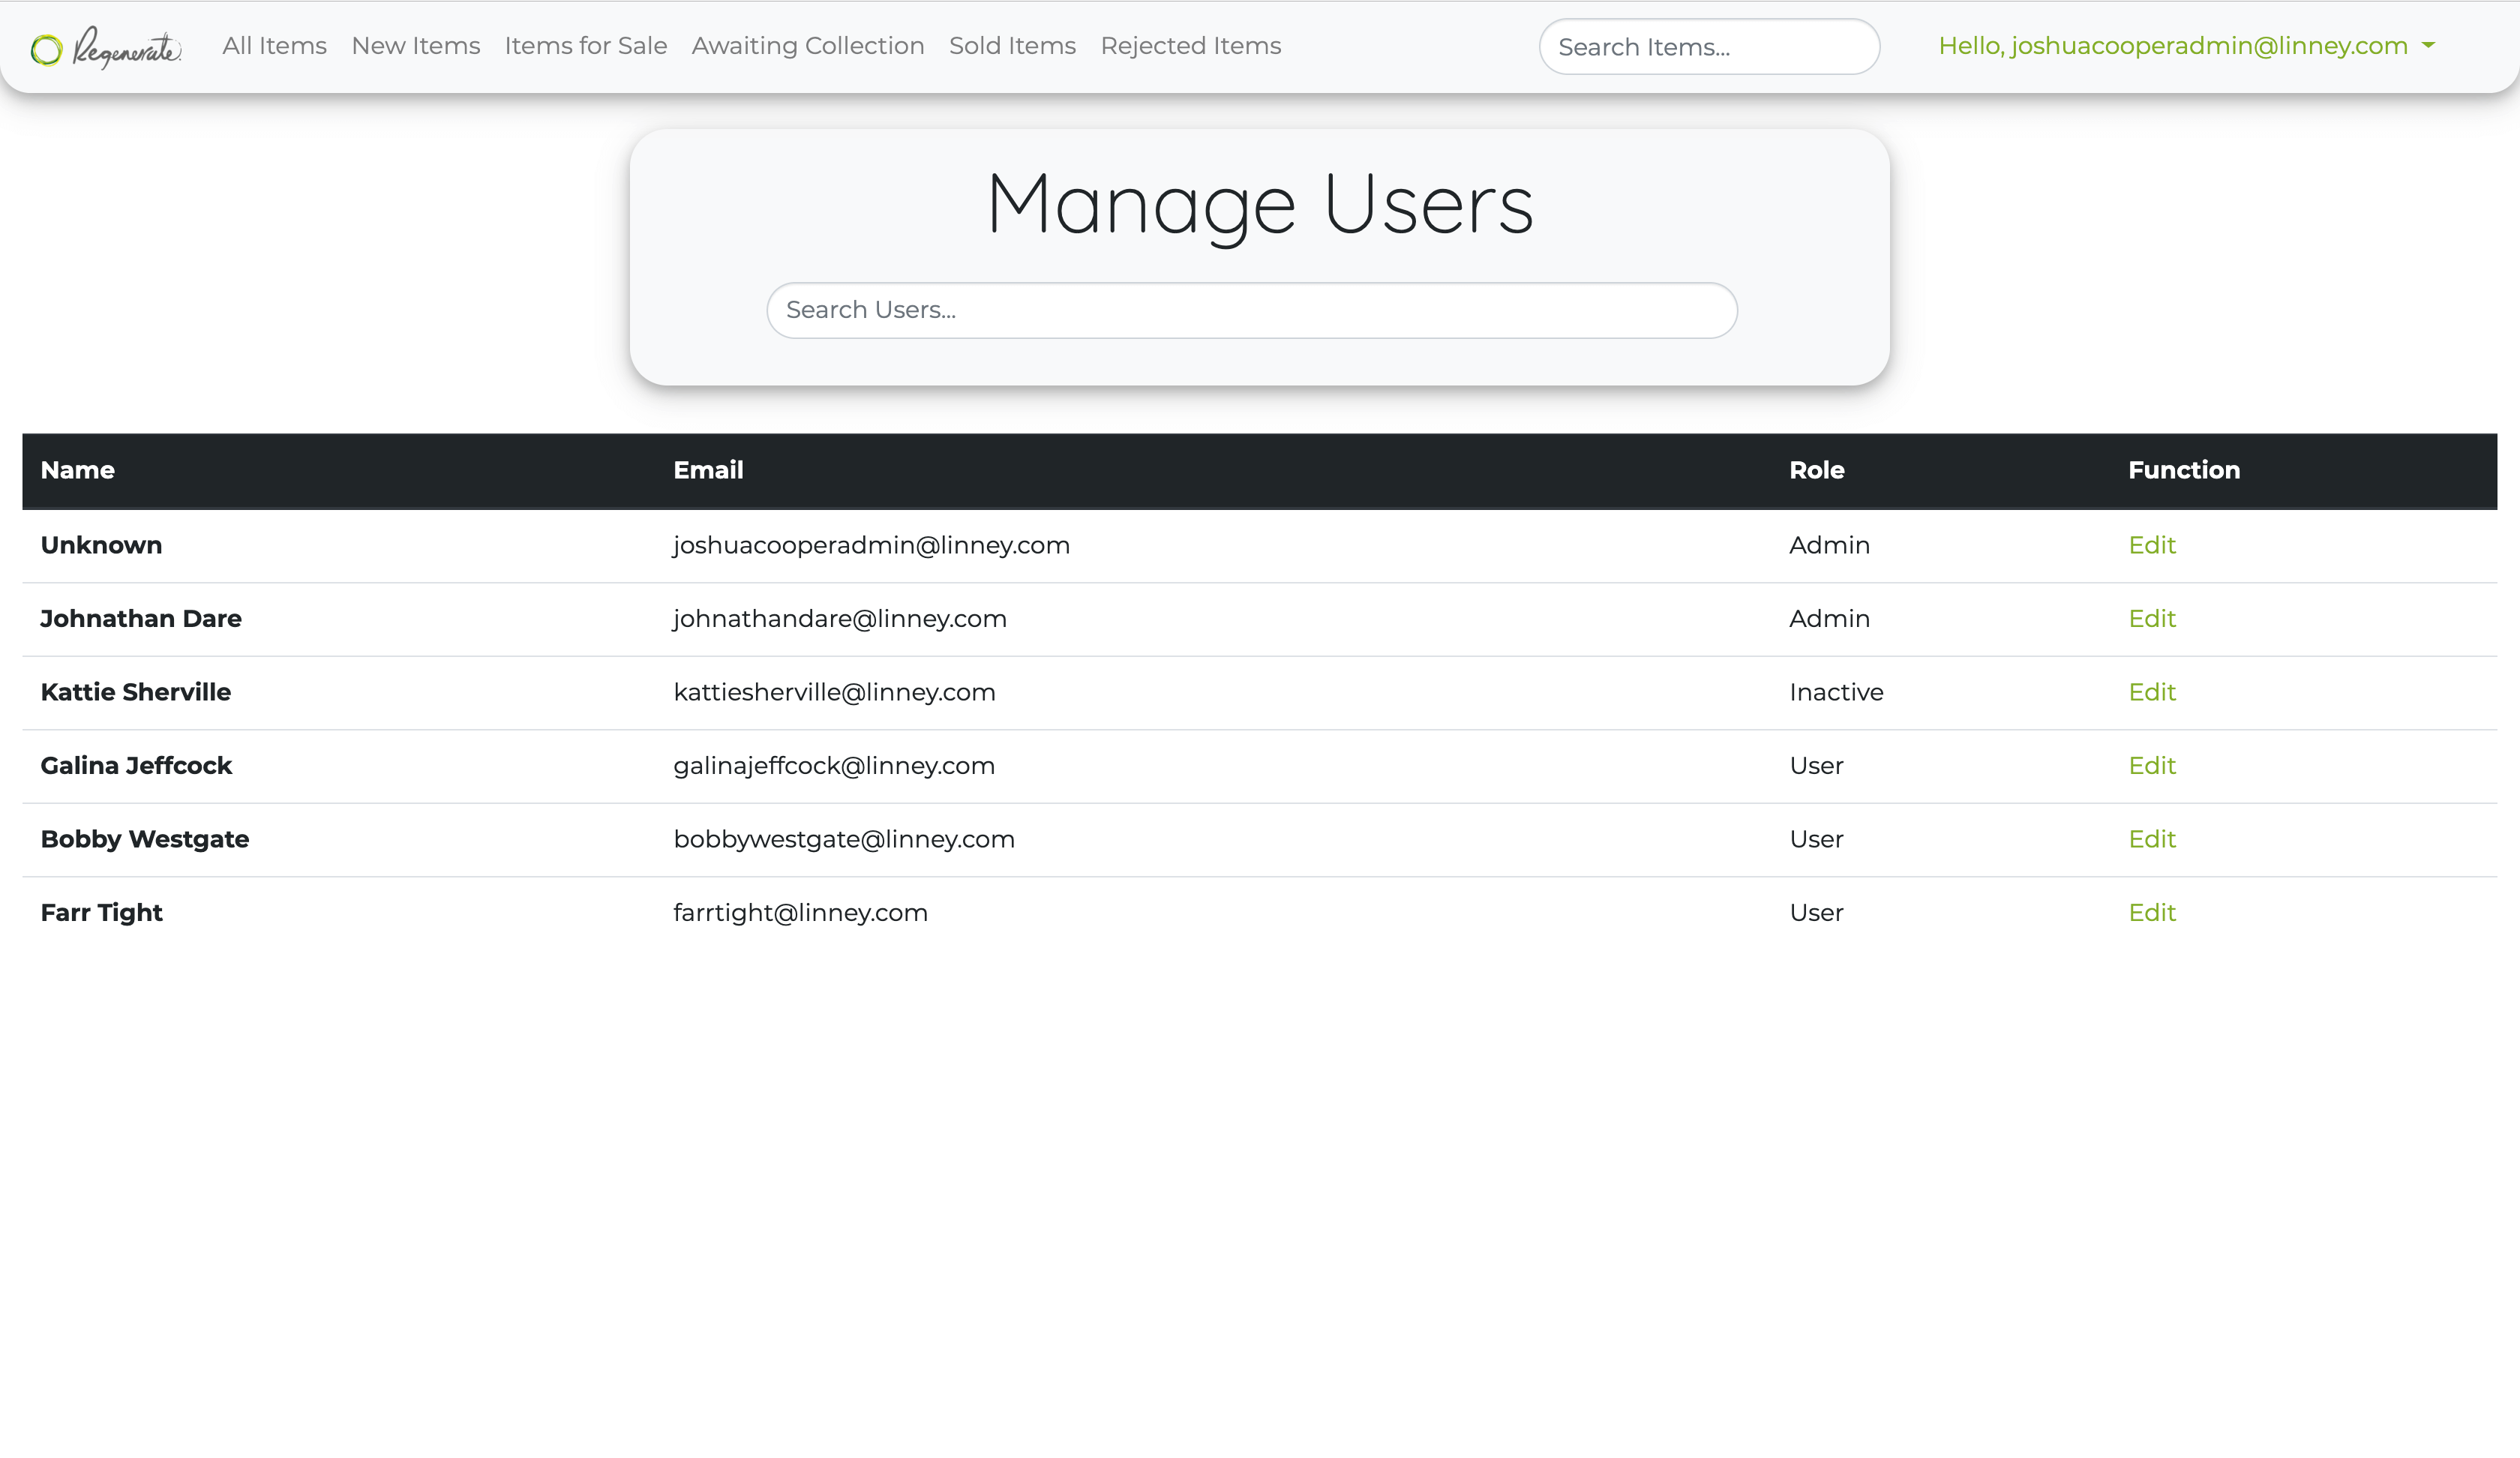 Regenerate. All Items New Items Items for Sale Awaiting Collection Sold Items Rejected Items Search Items... Hello, joshuacooperadmin@linney.com
Manage Users
Search Users...
Name Email Role Function
Unknown joshuacooperadmin@linney.com Admin Edit
Johnathan Dare johnathandare@linney.com Admin Edit
Kattie Sherville kattiesherville@linney.com Inactive Edit
Galina Jeffcock galinajeffcock@linney.com User Edit
Bobby Westgate bobbywestgate@linney.com User Edit
Farr Tight farrtight@linney.com User Edit